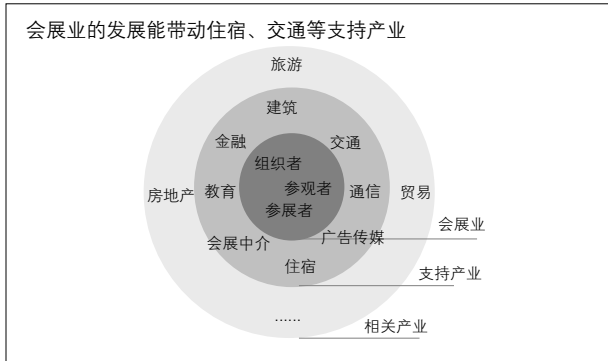 会展业的发展能带动住宿、交通等支持产业
旅游
建筑
金融
交通
组织者
房地产
教育
参观者
通信
贸易
参展者
会展业
会展中介
广告传媒
住宿
支持产业
......
相关产业